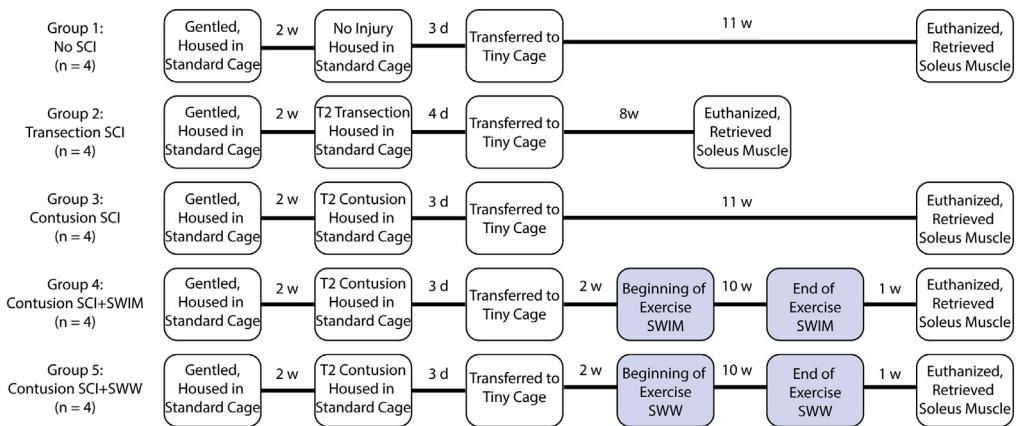 Group 1:
No SCI
(n = 4)
Gentled,
Housed in
Standard Cage
2 w
No Injury
Housed in
Standard Cage
3 d
Transferred to
Tiny Cage
11 w
Euthanized,
Retrieved
Soleus Muscle
Group 2:
Transection SCI
(n = 4)
Gentled,
Housed in
Standard Cage
2 w
T2 Transection
Housed in
Standard Cage
4 d
Transferred to
Tiny Cage
8w
Euthanized,
Retrieved
Soleus Muscle
Group 3:
Contusion SCI
(n = 4)
Gentled,
Housed in
Standard Cage
2 w
T2 Contusion
Housed in
Standard Cage
3 d
Transferred to
Tiny Cage
11 w
Euthanized,
Retrieved
Soleus Muscle
Group 4:
Contusion SCI+SWIM
(n = 4)
Gentled,
Housed in
Standard Cage
2 w
T2 Contusion
Housed in
Standard Cage
3 d
Transferred to
Tiny Cage
2 w
Beginning of
Exercise
SWIM
10 w
End of
Exercise
SWIM
1 w
Euthanized,
Retrieved
Soleus Muscle
Group 5:
Contusion SCI+SWW
(n = 4)
Gentled,
Housed in
Standard Cage
2 w
T2 Contusion
Housed in
Standard Cage
3 d
Transferred to
Tiny Cage
2 w
Beginning of
Exercise
SWW
10 w
End of
Exercise
SWW
1 w
Euthanized,
Retrieved
Soleus Muscle